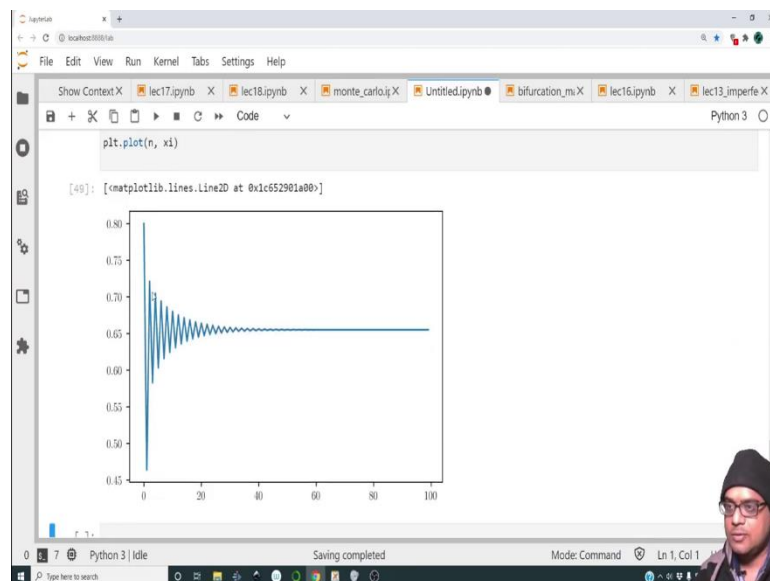 JupyterLab
localhost:8888/lab
File Edit View Run Kernel Tabs Settings Help
Show Context lec17.ipynb lec18.ipynb monte_carlo.ip Untitled.ipynb bifurcation_m lec16.ipynb lec13_imperfe
Code Python 3
plt.plot(n, xi)
[49]: [<matplotlib.lines.Line2D at 0x1c652901a00>]
0.80
0.75
0.70
0.65
0.60
0.55
0.50
0.45
0 20 40 60 80 100
[ ]:
0 7 Python 3 | Idle Saving completed Mode: Command Ln 1, Col 1
Type here to search